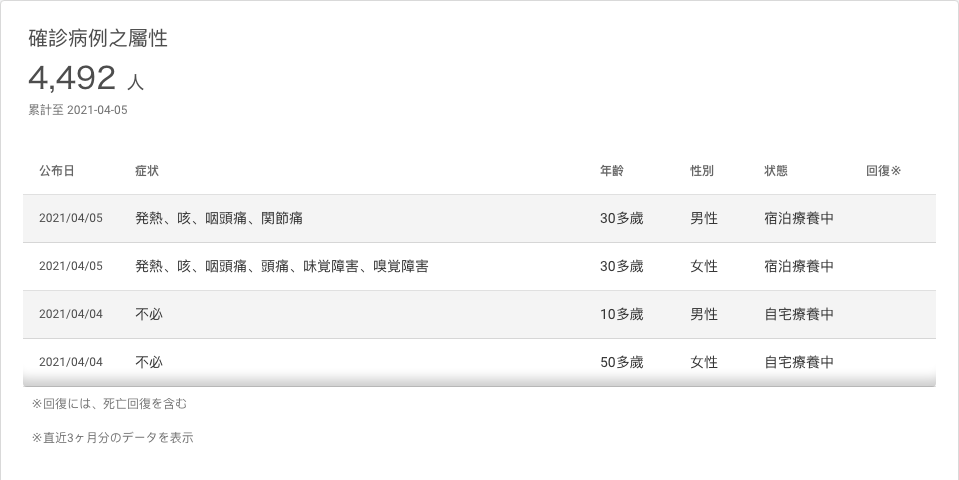 確診病例之屬性
4,492 人
累計至 2021-04-05
公布日 症状 年齡 性別 状態 回復※
2021/04/05 発熱、咳、咽頭痛、関節痛 30多歲 男性 宿泊療養中
2021/04/05 発熱、咳、咽頭痛、頭痛、味覚障害、嗅覚障害 30多歲 女性 宿泊療養中
2021/04/04 不必 10多歲 男性 自宅療養中
2021/04/04 不必 50多歲 女性 自宅療養中
※回復には、死亡回復を含む
※直近3ヶ月分のデータを表示